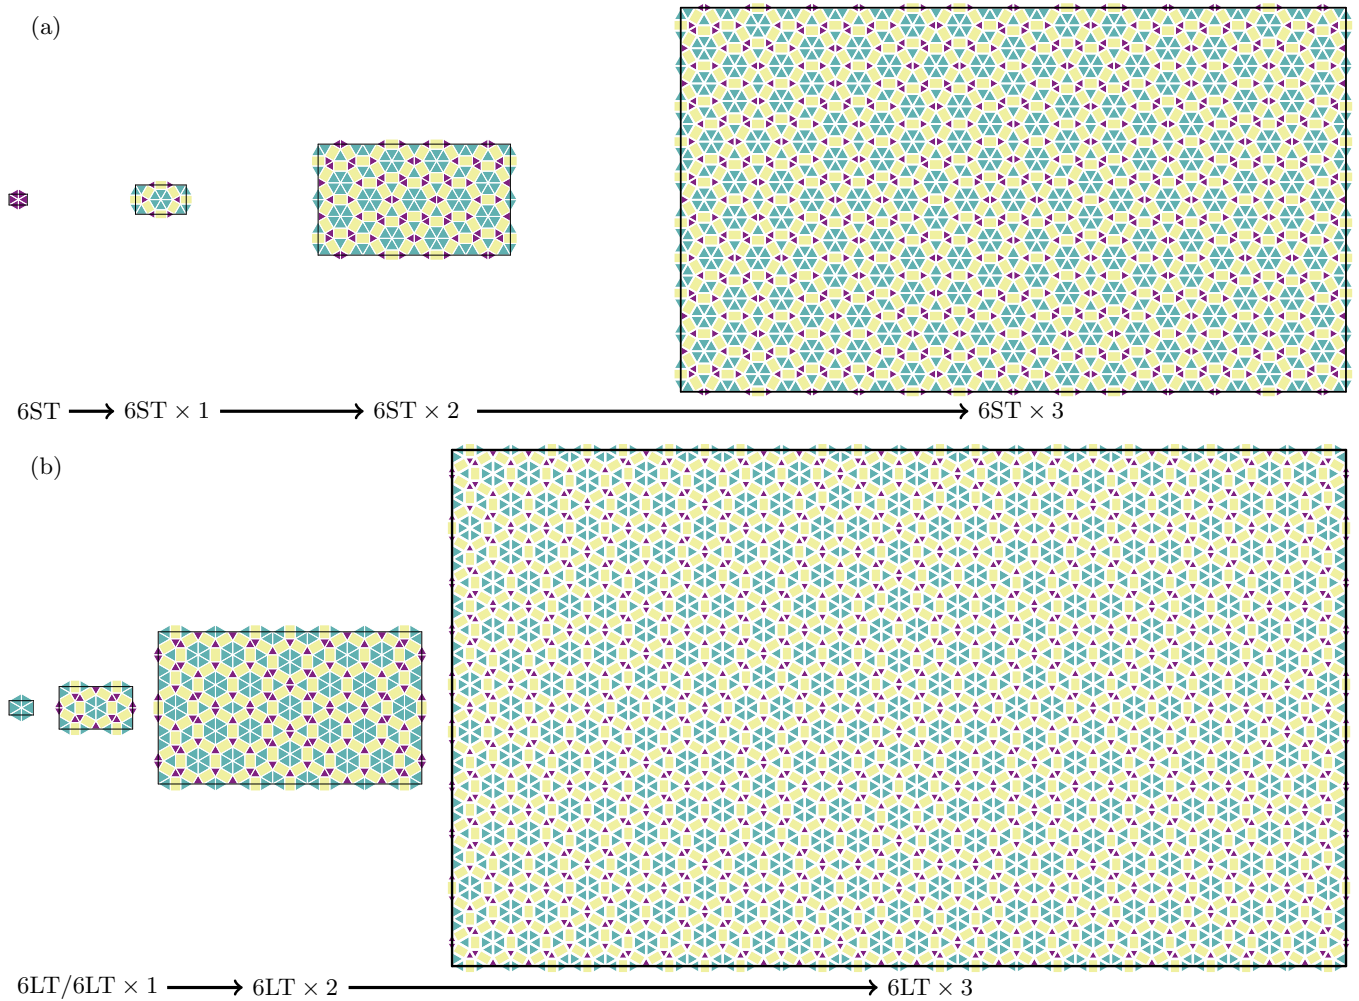 (a)
6ST 6ST × 1 6ST × 2 6ST × 3
(b)
6LT/6LT × 1 6LT × 2 6LT × 3